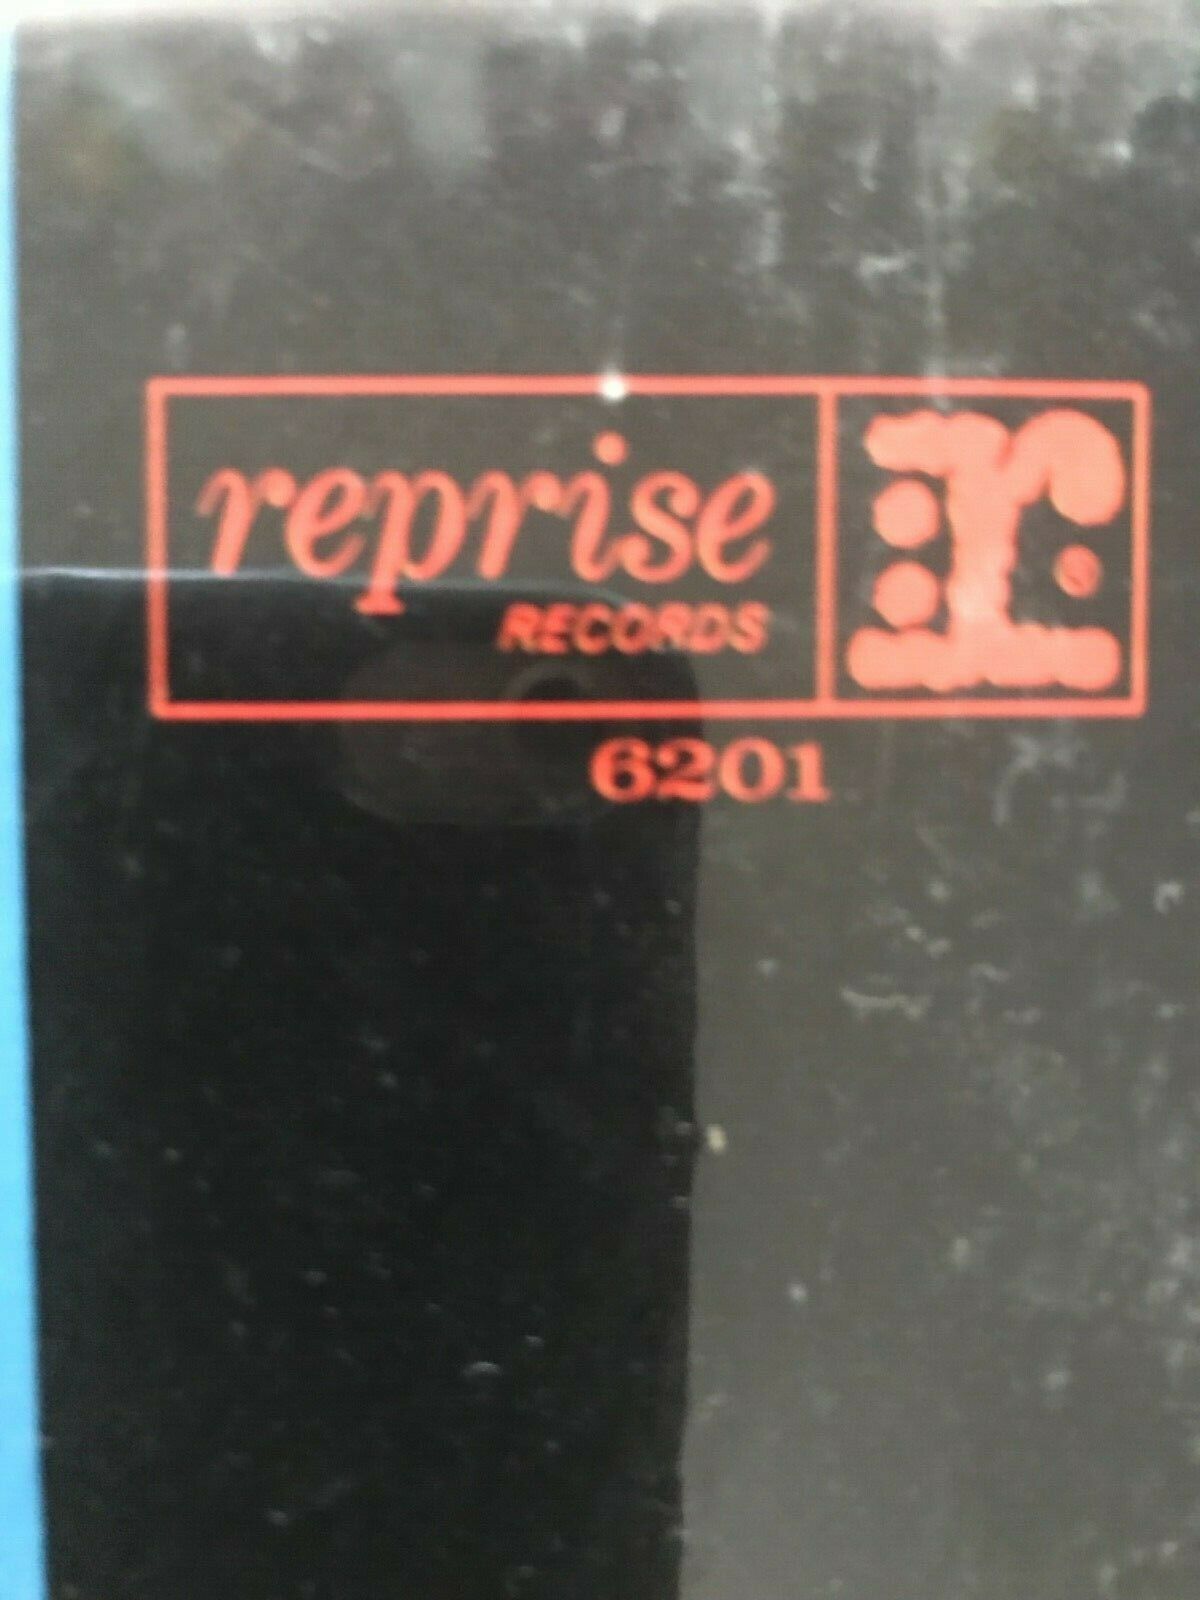 reprise
RECORDS
r:
6201